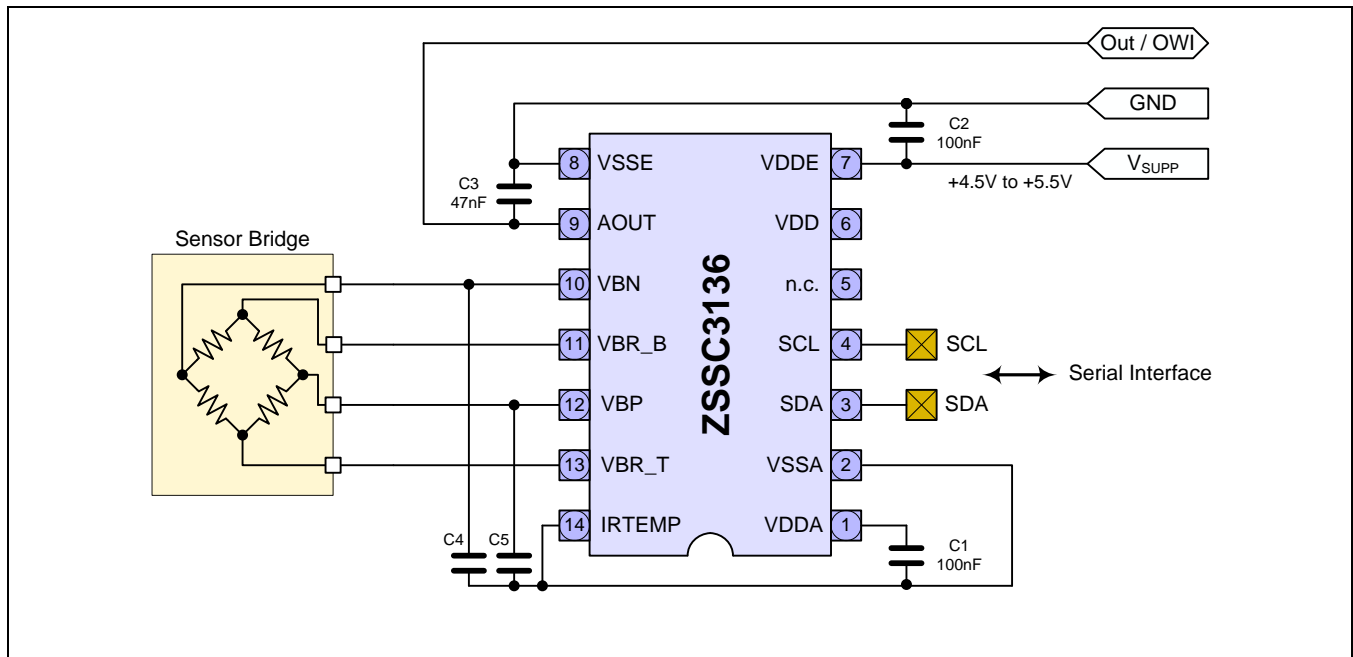 Out / OWI
GND
C2
100nF
8 VSSE
VDDE 7
VSUPP
+4.5V to +5.5V
C3
47nF
9 AOUT
VDD 6
Sensor Bridge
10 VBN
n.c. 5
ZSSC3136
11 VBR_B
SCL 4
SCL
Serial Interface
12 VBP
SDA 3
SDA
13 VBR_T
VSSA 2
14 IRTEMP
VDDA 1
C4
C5
C1
100nF